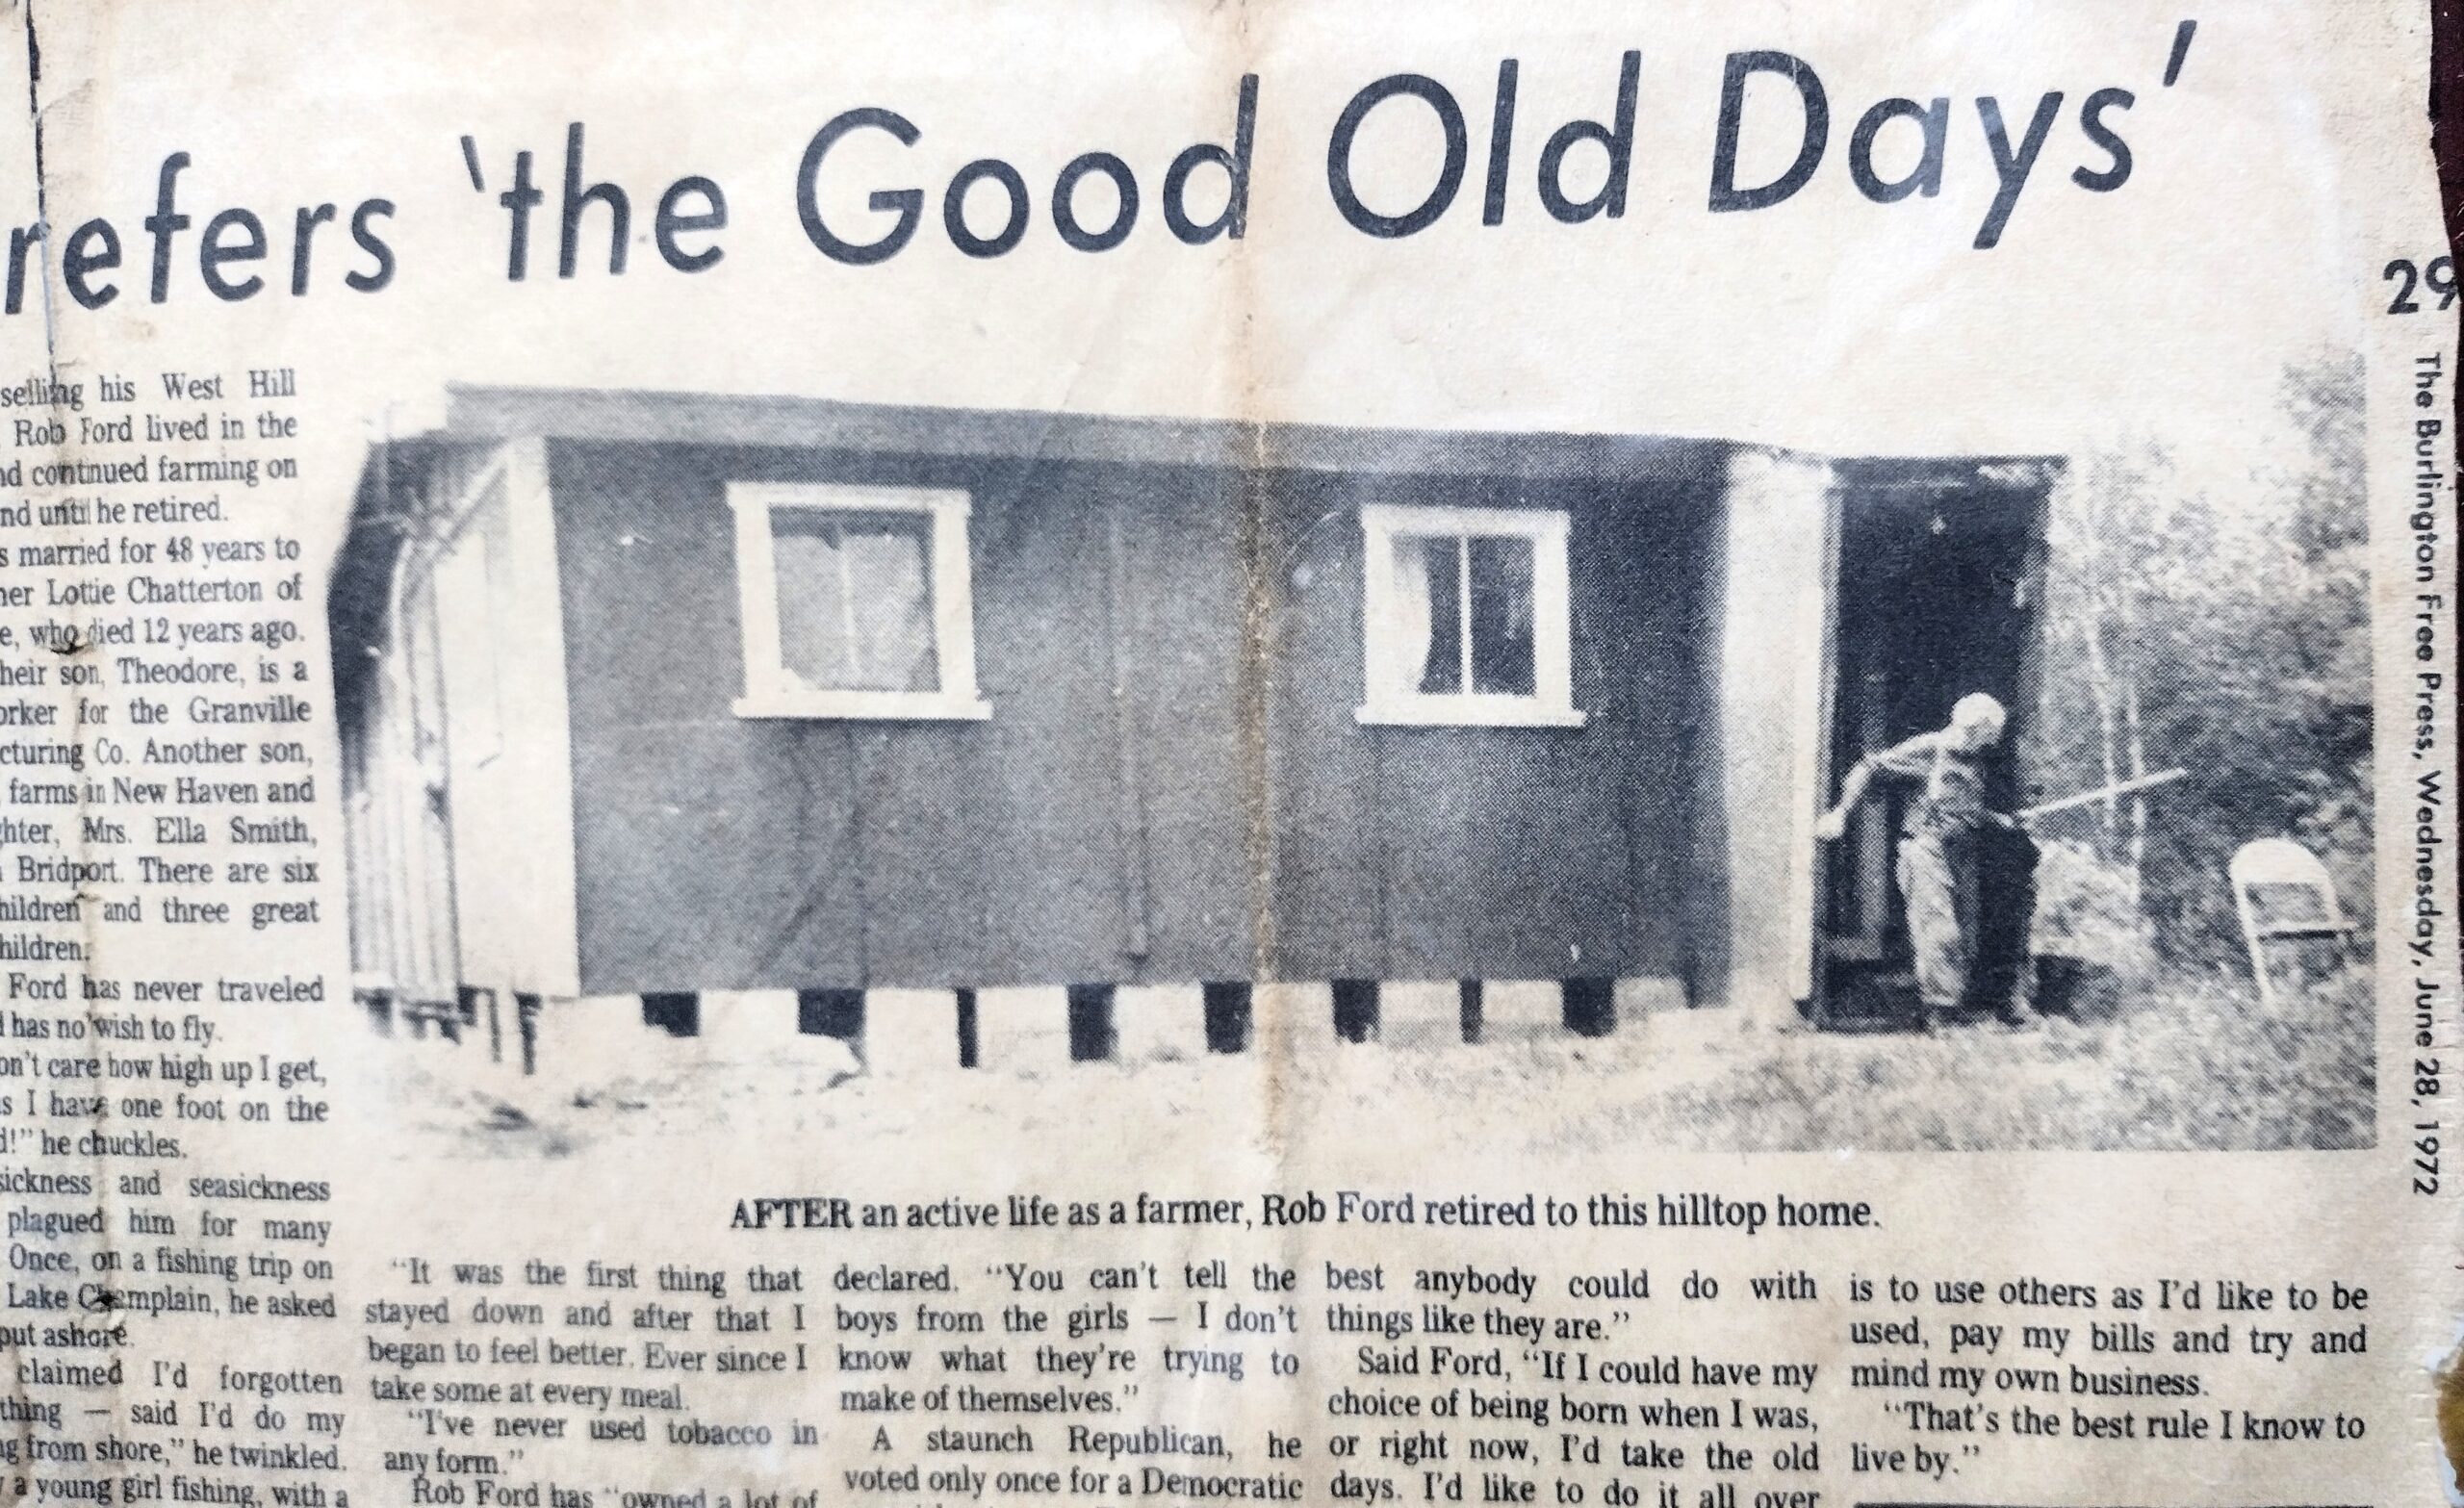 refers 'the Good Old Days'
29
The Burlington Free Press, Wednesday, June 28, 1972
selling his West Hill
Rob Ford lived in the
nd continued farming on
nd until he retired.
s married for 48 years to
ner Lottie Chatterton of
e, who died 12 years ago.
heir son, Theodore, is a
orker for the Granville
cturing Co. Another son,
farms in New Haven and
ghter, Mrs. Ella Smith,
Bridport. There are six
hildren and three great
hildren.
Ford has never traveled
d has no wish to fly.
on't care how high up I get,
s I have one foot on the
d!" he chuckles.
sickness and seasickness
plagued him for many
Once, on a fishing trip on
Lake Champlain, he asked
put ashore.
claimed I'd forgotten
thing — said I'd do my
ng from shore," he twinkled.
a young girl fishing, with a
AFTER an active life as a farmer, Rob Ford retired to this hilltop home.
"It was the first thing that
stayed down and after that I
began to feel better. Ever since I
take some at every meal.
"I've never used tobacco in
any form."
Rob Ford has "owned a lot of
declared. "You can't tell the
boys from the girls — I don't
know what they're trying to
make of themselves."
A staunch Republican, he
voted only once for a Democratic
best anybody could do with
things like they are."
Said Ford, "If I could have my
choice of being born when I was,
or right now, I'd take the old
days. I'd like to do it all over
is to use others as I'd like to be
used, pay my bills and try and
mind my own business.
"That's the best rule I know to
live by."